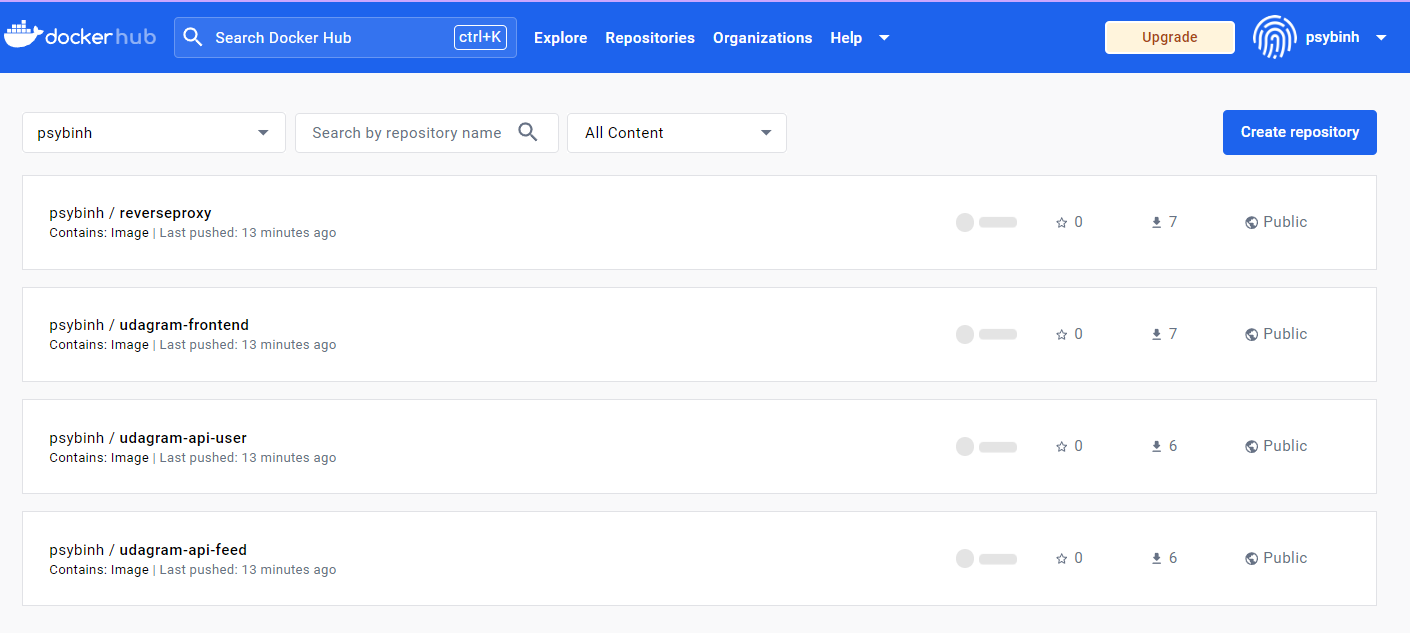 docker hub Search Docker Hub ctrl+K Explore Repositories Organizations Help Upgrade psybinh
psybinh Search by repository name All Content Create repository
psybinh / reverseproxy
Contains: Image | Last pushed: 13 minutes ago
0 7 Public
psybinh / udagram-frontend
Contains: Image | Last pushed: 13 minutes ago
0 7 Public
psybinh / udagram-api-user
Contains: Image | Last pushed: 13 minutes ago
0 6 Public
psybinh / udagram-api-feed
Contains: Image | Last pushed: 13 minutes ago
0 6 Public